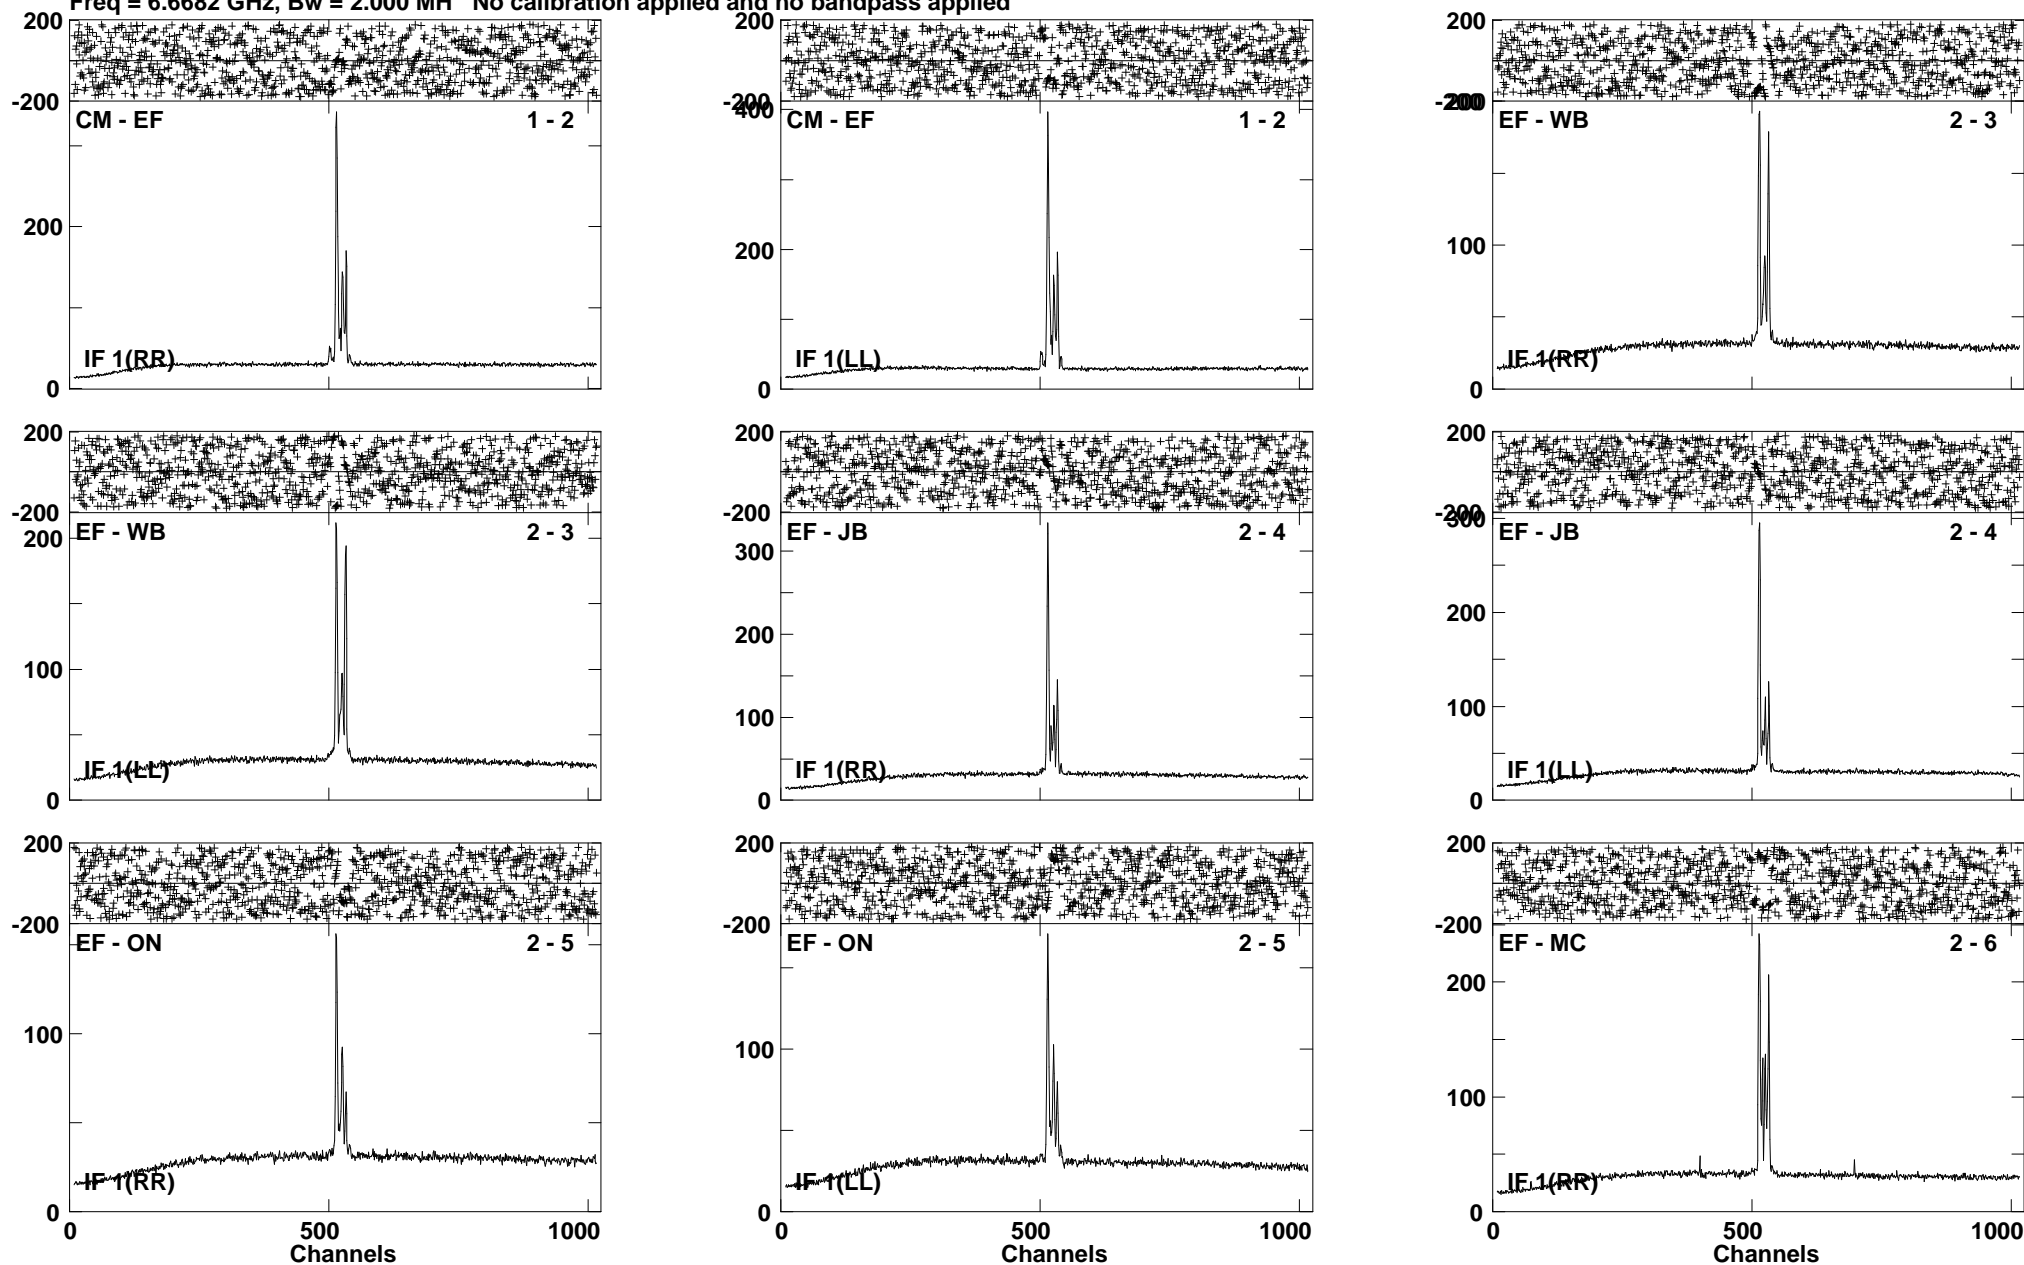 Freq = 6.6682 GHz, Bw = 2.000 MH No calibration applied and no bandpass applied
200 200 200
-200 -200 -200
CM - EF 1 - 2
200
0
IF 1(RR)
400
CM - EF 1 - 2
200
0
IF 1(LL)
200
EF - WB 2 - 3
100
0
IF 1(RR)
200 200 200
-200 -200 -200
EF - WB 2 - 3
200
100
0
IF 1(LL)
EF - JB 2 - 4
300
200
100
0
IF 1(RR)
300
EF - JB 2 - 4
200
100
0
IF 1(LL)
200 200 200
-200 -200 -200
EF - ON 2 - 5
100
0
IF 1(RR)
EF - ON 2 - 5
100
0
IF 1(LL)
EF - MC 2 - 6
200
100
0
IF 1(RR)
0 500 1000 0 500 1000 0 500 1000
Channels Channels Channels